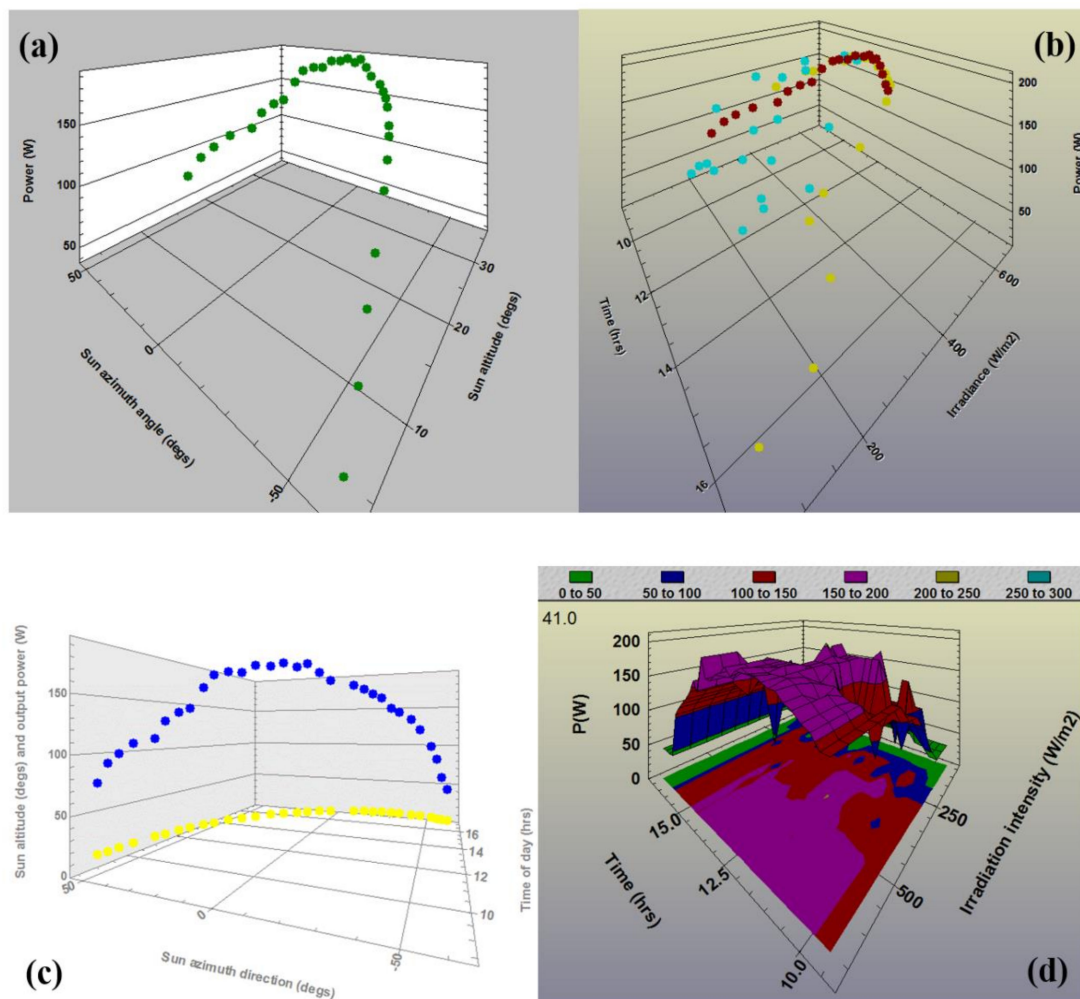 (a)
Power (W)
150
100
50
50
0
-50
Sun azimuth angle (degs)
30
20
10
Sun altitude (degs)
(b)
200
150
100
50
Power (W)
10
12
14
16
Time (hrs)
600
400
200
Irradiance (W/m2)
Sun altitude (degs) and output power (W)
150
100
50
0
50
0
-50
Sun azimuth direction (degs)
16
14
12
10
Time of day (hrs)
(c)
0 to 50 50 to 100 100 to 150 150 to 200 200 to 250 250 to 300
41.0
P(W)
200
150
100
50
0
15.0
12.5
10.0
Time (hrs)
250
500
Irradiation intensity (W/m2)
(d)